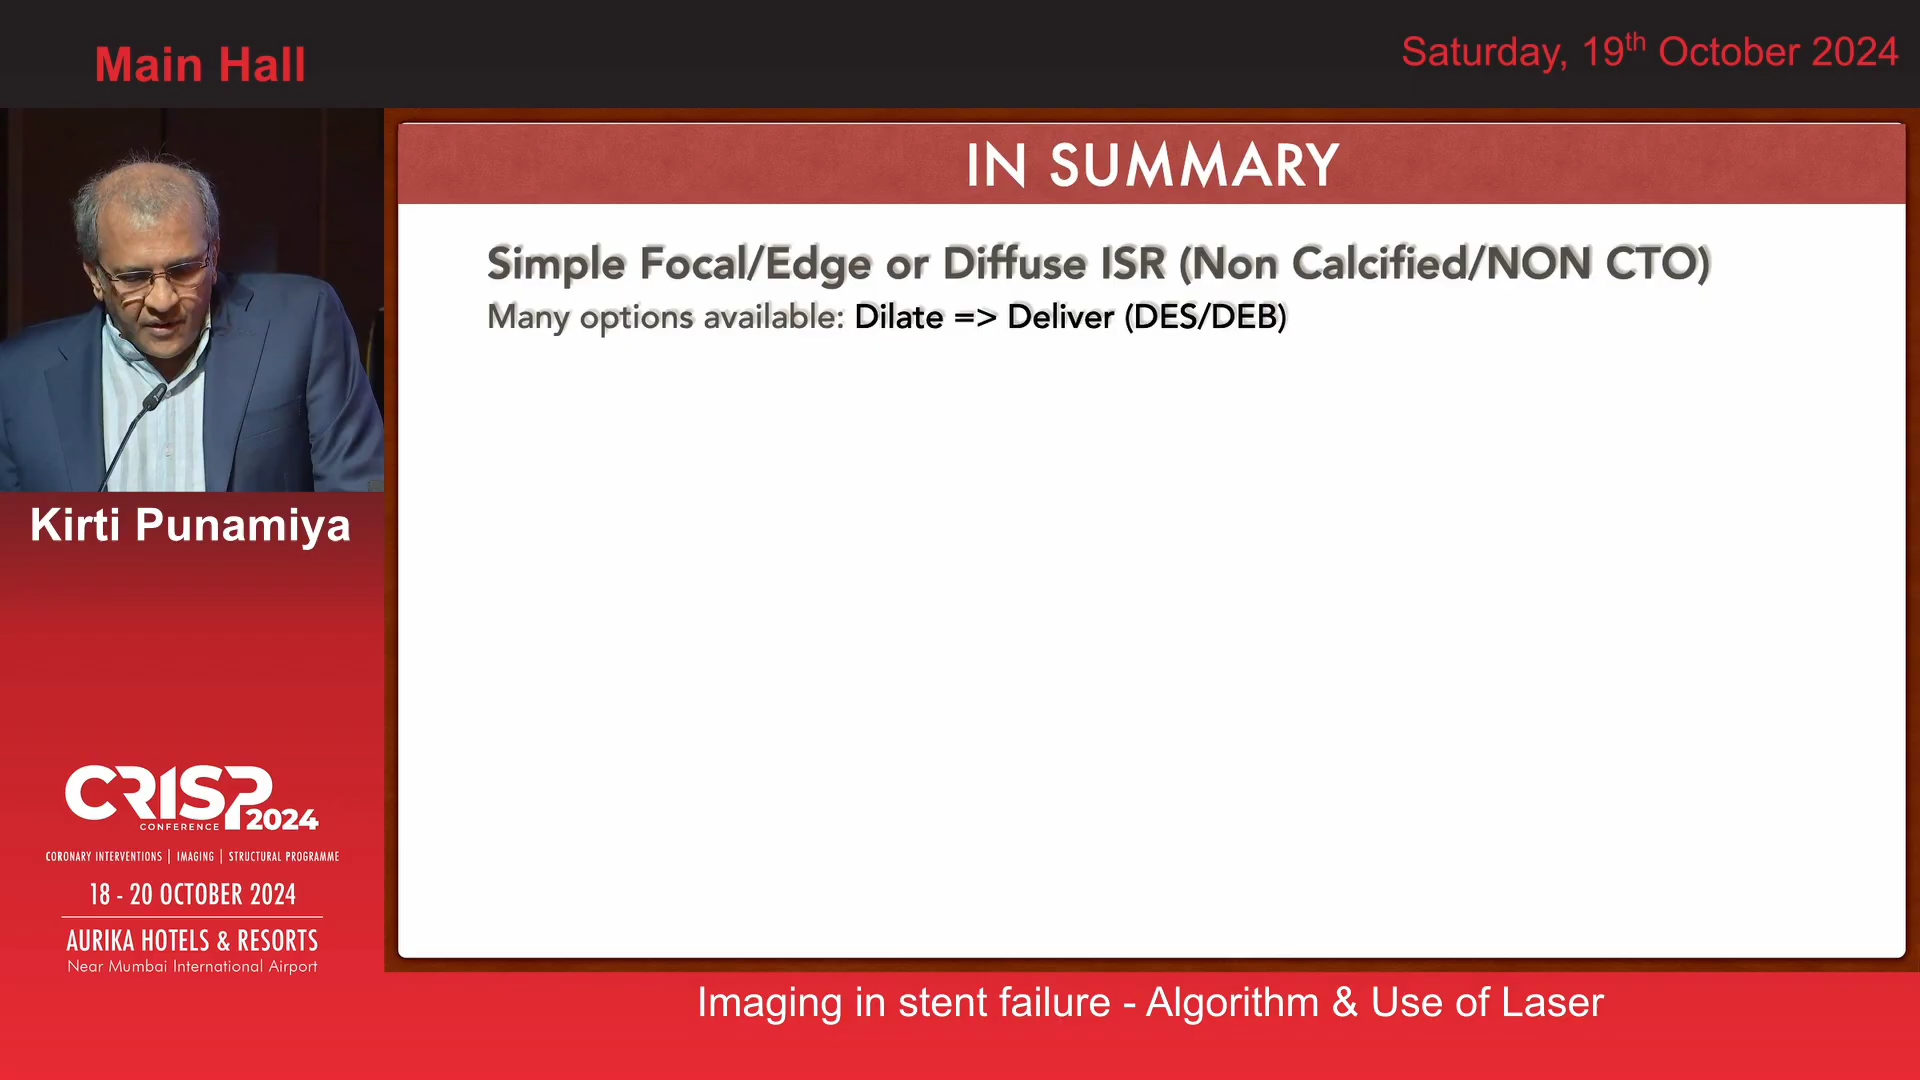 Main Hall
Saturday, 19th October 2024
IN SUMMARY
Simple Focal/Edge or Diffuse ISR (Non Calcified/NON CTO)
Many options available: Dilate => Deliver (DES/DEB)
Kirti Punamiya
CRISP
CONFERENCE 2024
CORONARY INTERVENTIONS | IMAGING | STRUCTURAL PROGRAMME
18 - 20 OCTOBER 2024
AURIKA HOTELS & RESORTS
Near Mumbai International Airport
Imaging in stent failure - Algorithm & Use of Laser